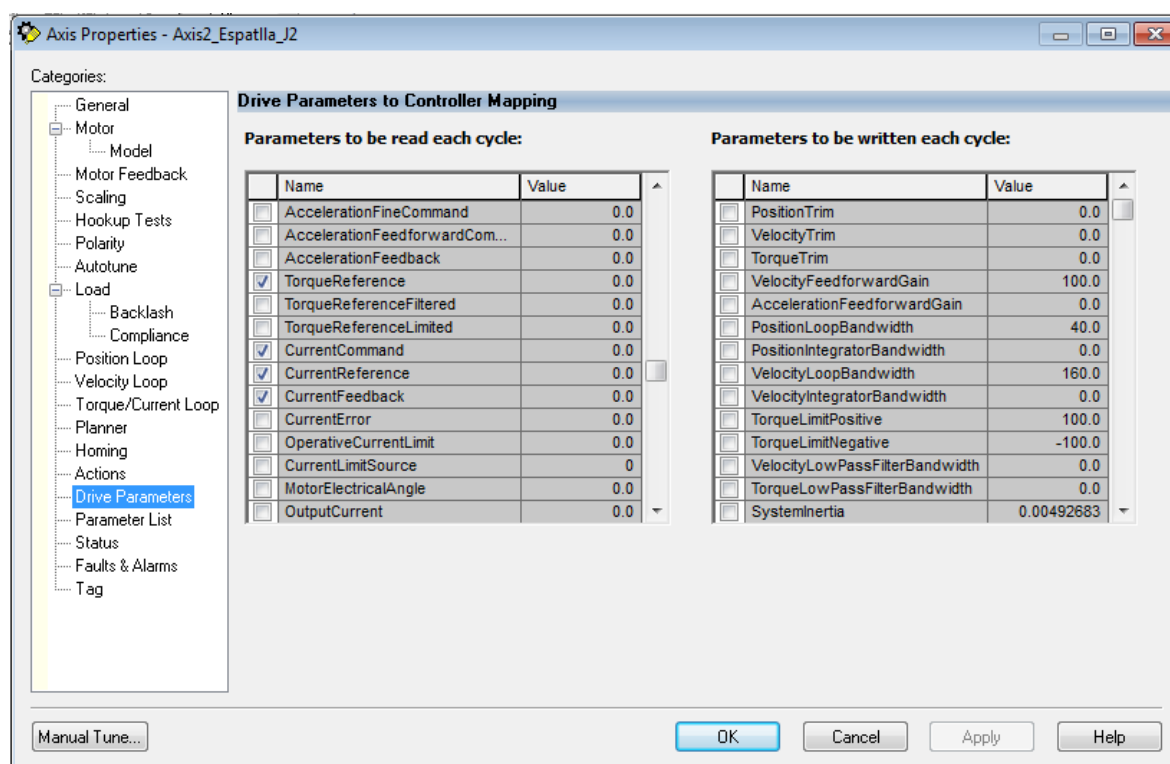 Axis Properties - Axis2_Espatlla_J2
Categories:
General
Motor
Model
Motor Feedback
Scaling
Hookup Tests
Polarity
Autotune
Load
Backlash
Compliance
Position Loop
Velocity Loop
Torque/Current Loop
Planner
Homing
Actions
Drive Parameters
Parameter List
Status
Faults & Alarms
Tag
Drive Parameters to Controller Mapping
Parameters to be read each cycle:
Name Value
AccelerationFineCommand 0.0
AccelerationFeedforwardCom... 0.0
AccelerationFeedback 0.0
TorqueReference 0.0
TorqueReferenceFiltered 0.0
TorqueReferenceLimited 0.0
CurrentCommand 0.0
CurrentReference 0.0
CurrentFeedback 0.0
CurrentError 0.0
OperativeCurrentLimit 0.0
CurrentLimitSource 0
MotorElectricalAngle 0.0
OutputCurrent 0.0
Parameters to be written each cycle:
Name Value
PositionTrim 0.0
VelocityTrim 0.0
TorqueTrim 0.0
VelocityFeedforwardGain 100.0
AccelerationFeedforwardGain 0.0
PositionLoopBandwidth 40.0
PositionIntegratorBandwidth 0.0
VelocityLoopBandwidth 160.0
VelocityIntegratorBandwidth 0.0
TorqueLimitPositive 100.0
TorqueLimitNegative -100.0
VelocityLowPassFilterBandwidth 0.0
TorqueLowPassFilterBandwidth 0.0
SystemInertia 0.00492683
Manual Tune...
OK
Cancel
Apply
Help